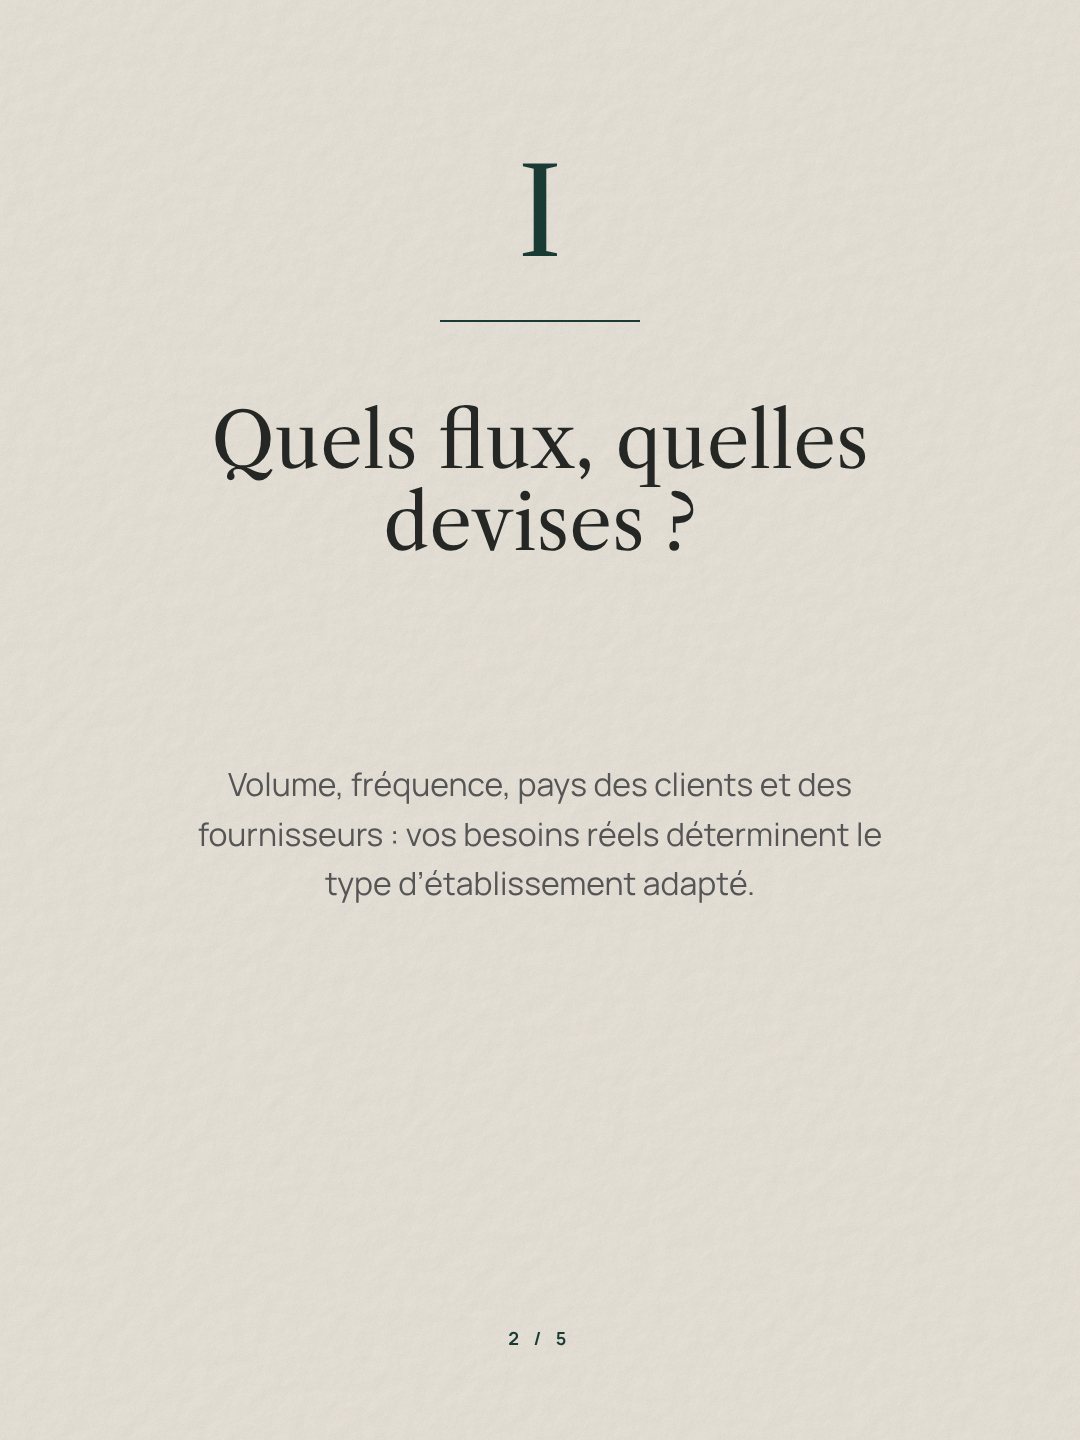 I
Quels flux, quelles
devises ?
Volume, fréquence, pays des clients et des
fournisseurs : vos besoins réels déterminent le
type d’établissement adapté.
2 / 5